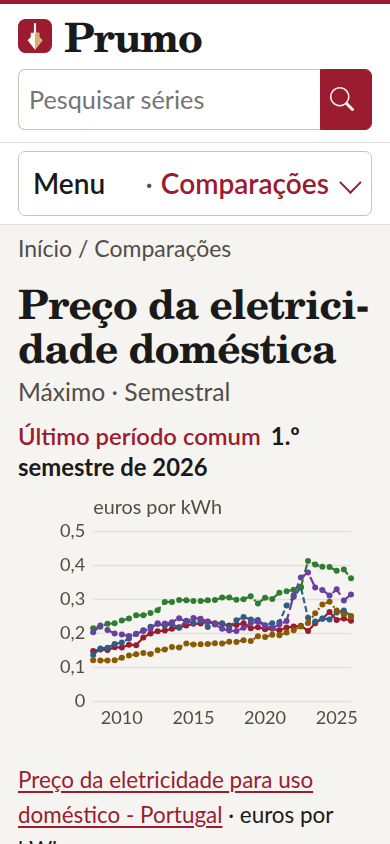 Prumo
Pesquisar séries
Menu · Comparações
Início / Comparações
Preço da eletrici-
dade doméstica
Máximo · Semestral
Último período comum 1.º
semestre de 2026
euros por kWh
0,5
0,4
0,3
0,2
0,1
0
2010 2015 2020 2025
Preço da eletricidade para uso
doméstico - Portugal · euros por